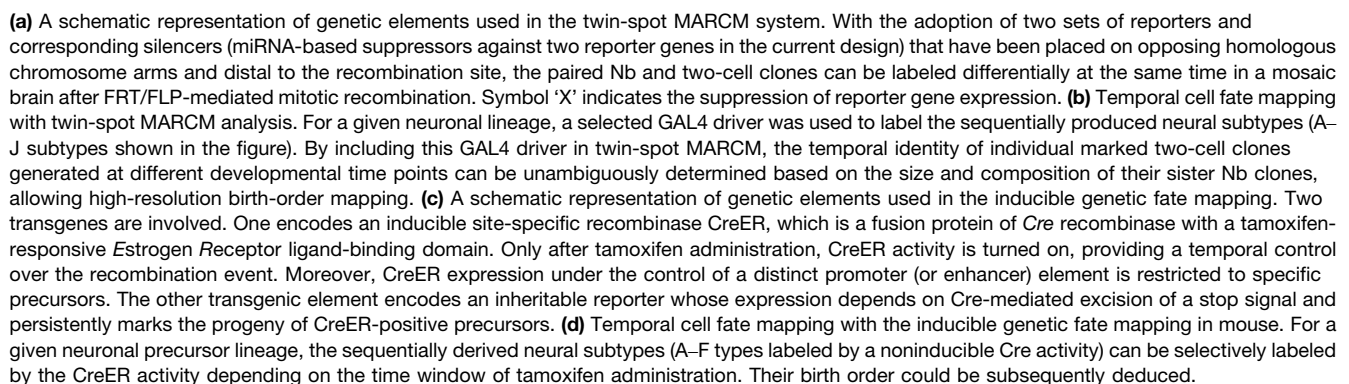 (a) A schematic representation of genetic elements used in the twin-spot MARCM system. With the adoption of two sets of reporters and
corresponding silencers (miRNA-based suppressors against two reporter genes in the current design) that have been placed on opposing homologous
chromosome arms and distal to the recombination site, the paired Nb and two-cell clones can be labeled differentially at the same time in a mosaic
brain after FRT/FLP-mediated mitotic recombination. Symbol ‘X’ indicates the suppression of reporter gene expression. (b) Temporal cell fate mapping
with twin-spot MARCM analysis. For a given neuronal lineage, a selected GAL4 driver was used to label the sequentially produced neural subtypes (A–
J subtypes shown in the figure). By including this GAL4 driver in twin-spot MARCM, the temporal identity of individual marked two-cell clones
generated at different developmental time points can be unambiguously determined based on the size and composition of their sister Nb clones,
allowing high-resolution birth-order mapping. (c) A schematic representation of genetic elements used in the inducible genetic fate mapping. Two
transgenes are involved. One encodes an inducible site-specific recombinase CreER, which is a fusion protein of Cre recombinase with a tamoxifen-
responsive Estrogen Receptor ligand-binding domain. Only after tamoxifen administration, CreER activity is turned on, providing a temporal control
over the recombination event. Moreover, CreER expression under the control of a distinct promoter (or enhancer) element is restricted to specific
precursors. The other transgenic element encodes an inheritable reporter whose expression depends on Cre-mediated excision of a stop signal and
persistently marks the progeny of CreER-positive precursors. (d) Temporal cell fate mapping with the inducible genetic fate mapping in mouse. For a
given neuronal precursor lineage, the sequentially derived neural subtypes (A–F types labeled by a noninducible Cre activity) can be selectively labeled
by the CreER activity depending on the time window of tamoxifen administration. Their birth order could be subsequently deduced.